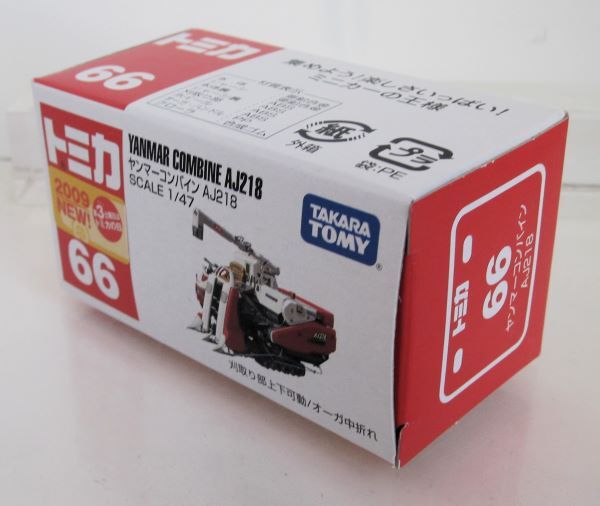 トミカ
66
集めよう!楽しさいっぱい!
ミニカーの王様
紙
外箱
プラ
袋:PE
トミカ
2009
NEW!
66
YANMAR COMBINE AJ218
ヤンマーコンバイン AJ218
SCALE 1/47
TAKARA
TOMY
刈取り部上下可動/オーガ中折れ
トミカ
66
ヤンマーコンバイン
AJ218